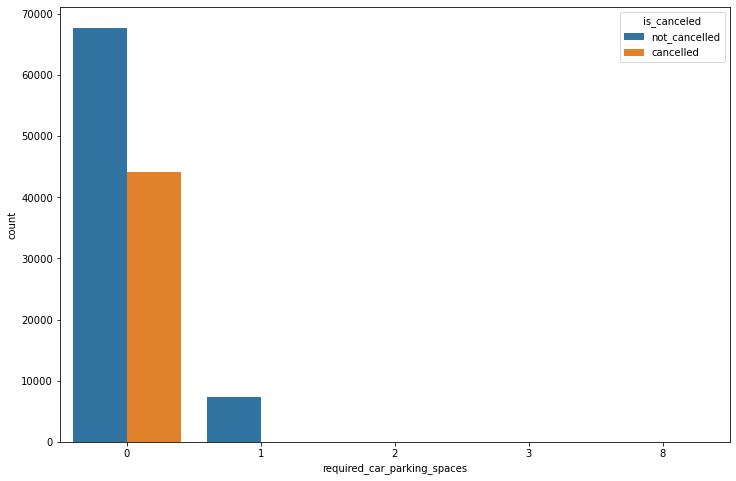 is_canceled
not_cancelled
cancelled
70000
60000
50000
40000
30000
20000
10000
0
count
0 1 2 3 8
required_car_parking_spaces